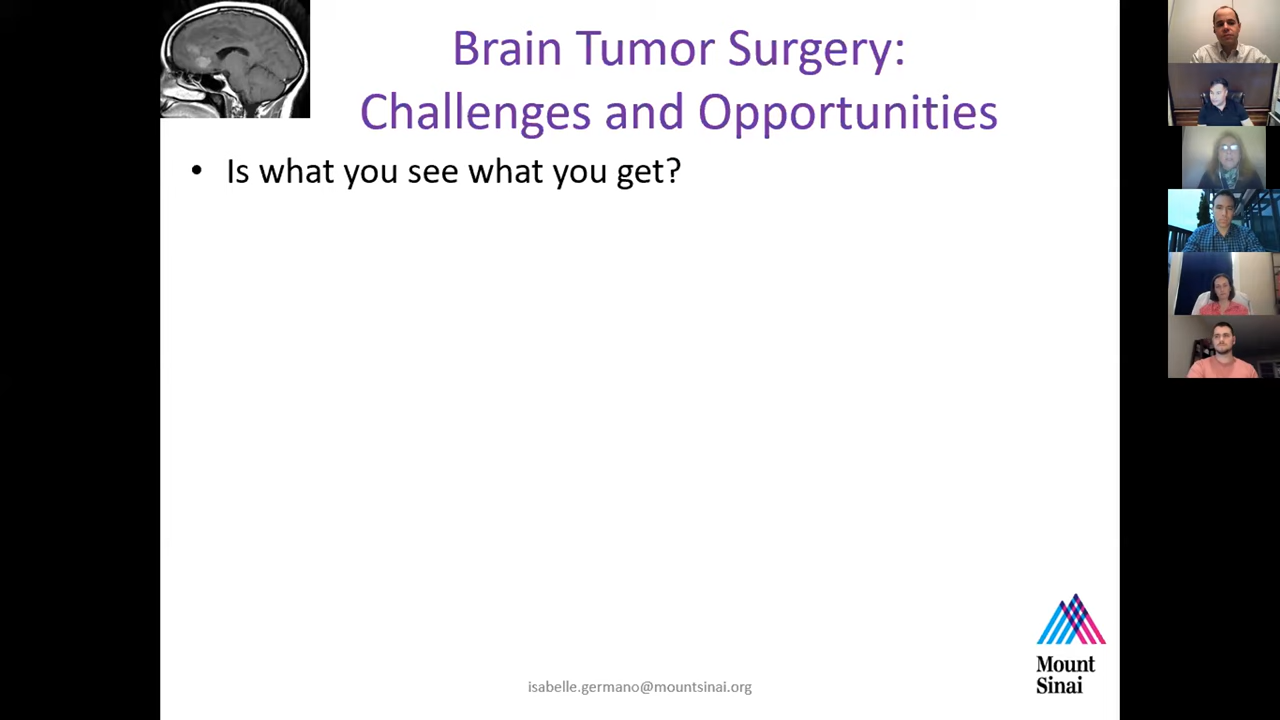 Brain Tumor Surgery:
Challenges and Opportunities
• Is what you see what you get?
Mount
Sinai
isabelle.germano@mountsinai.org